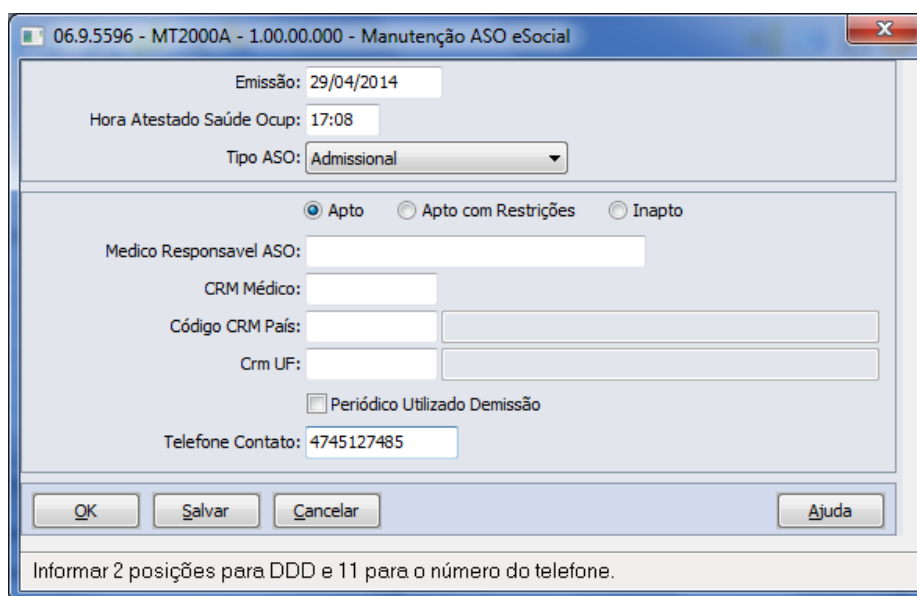 06.9.5596 - MT2000A - 1.00.00.000 - Manutenção ASO eSocial
x
Emissão: 29/04/2014
Hora Atestado Saúde Ocup: 17:08
Tipo ASO: Admissional
Apto Apto com Restrições Inapto
Medico Responsavel ASO:
CRM Médico:
Código CRM País:
Crm UF:
Periódico Utilizado Demissão
Telefone Contato: 4745127485
OK Salvar Cancelar Ajuda
Informar 2 posições para DDD e 11 para o número do telefone.